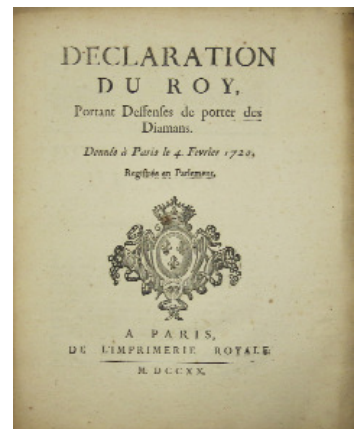 DECLARATION
DU ROY,
Portant Deffenses de porter des
Diamans.
Donnée à Paris le 4. Fevrier 1720.
Registrée en Parlement.
A PARIS,
DE L'IMPRIMERIE ROYALE.
M. DCCXX.